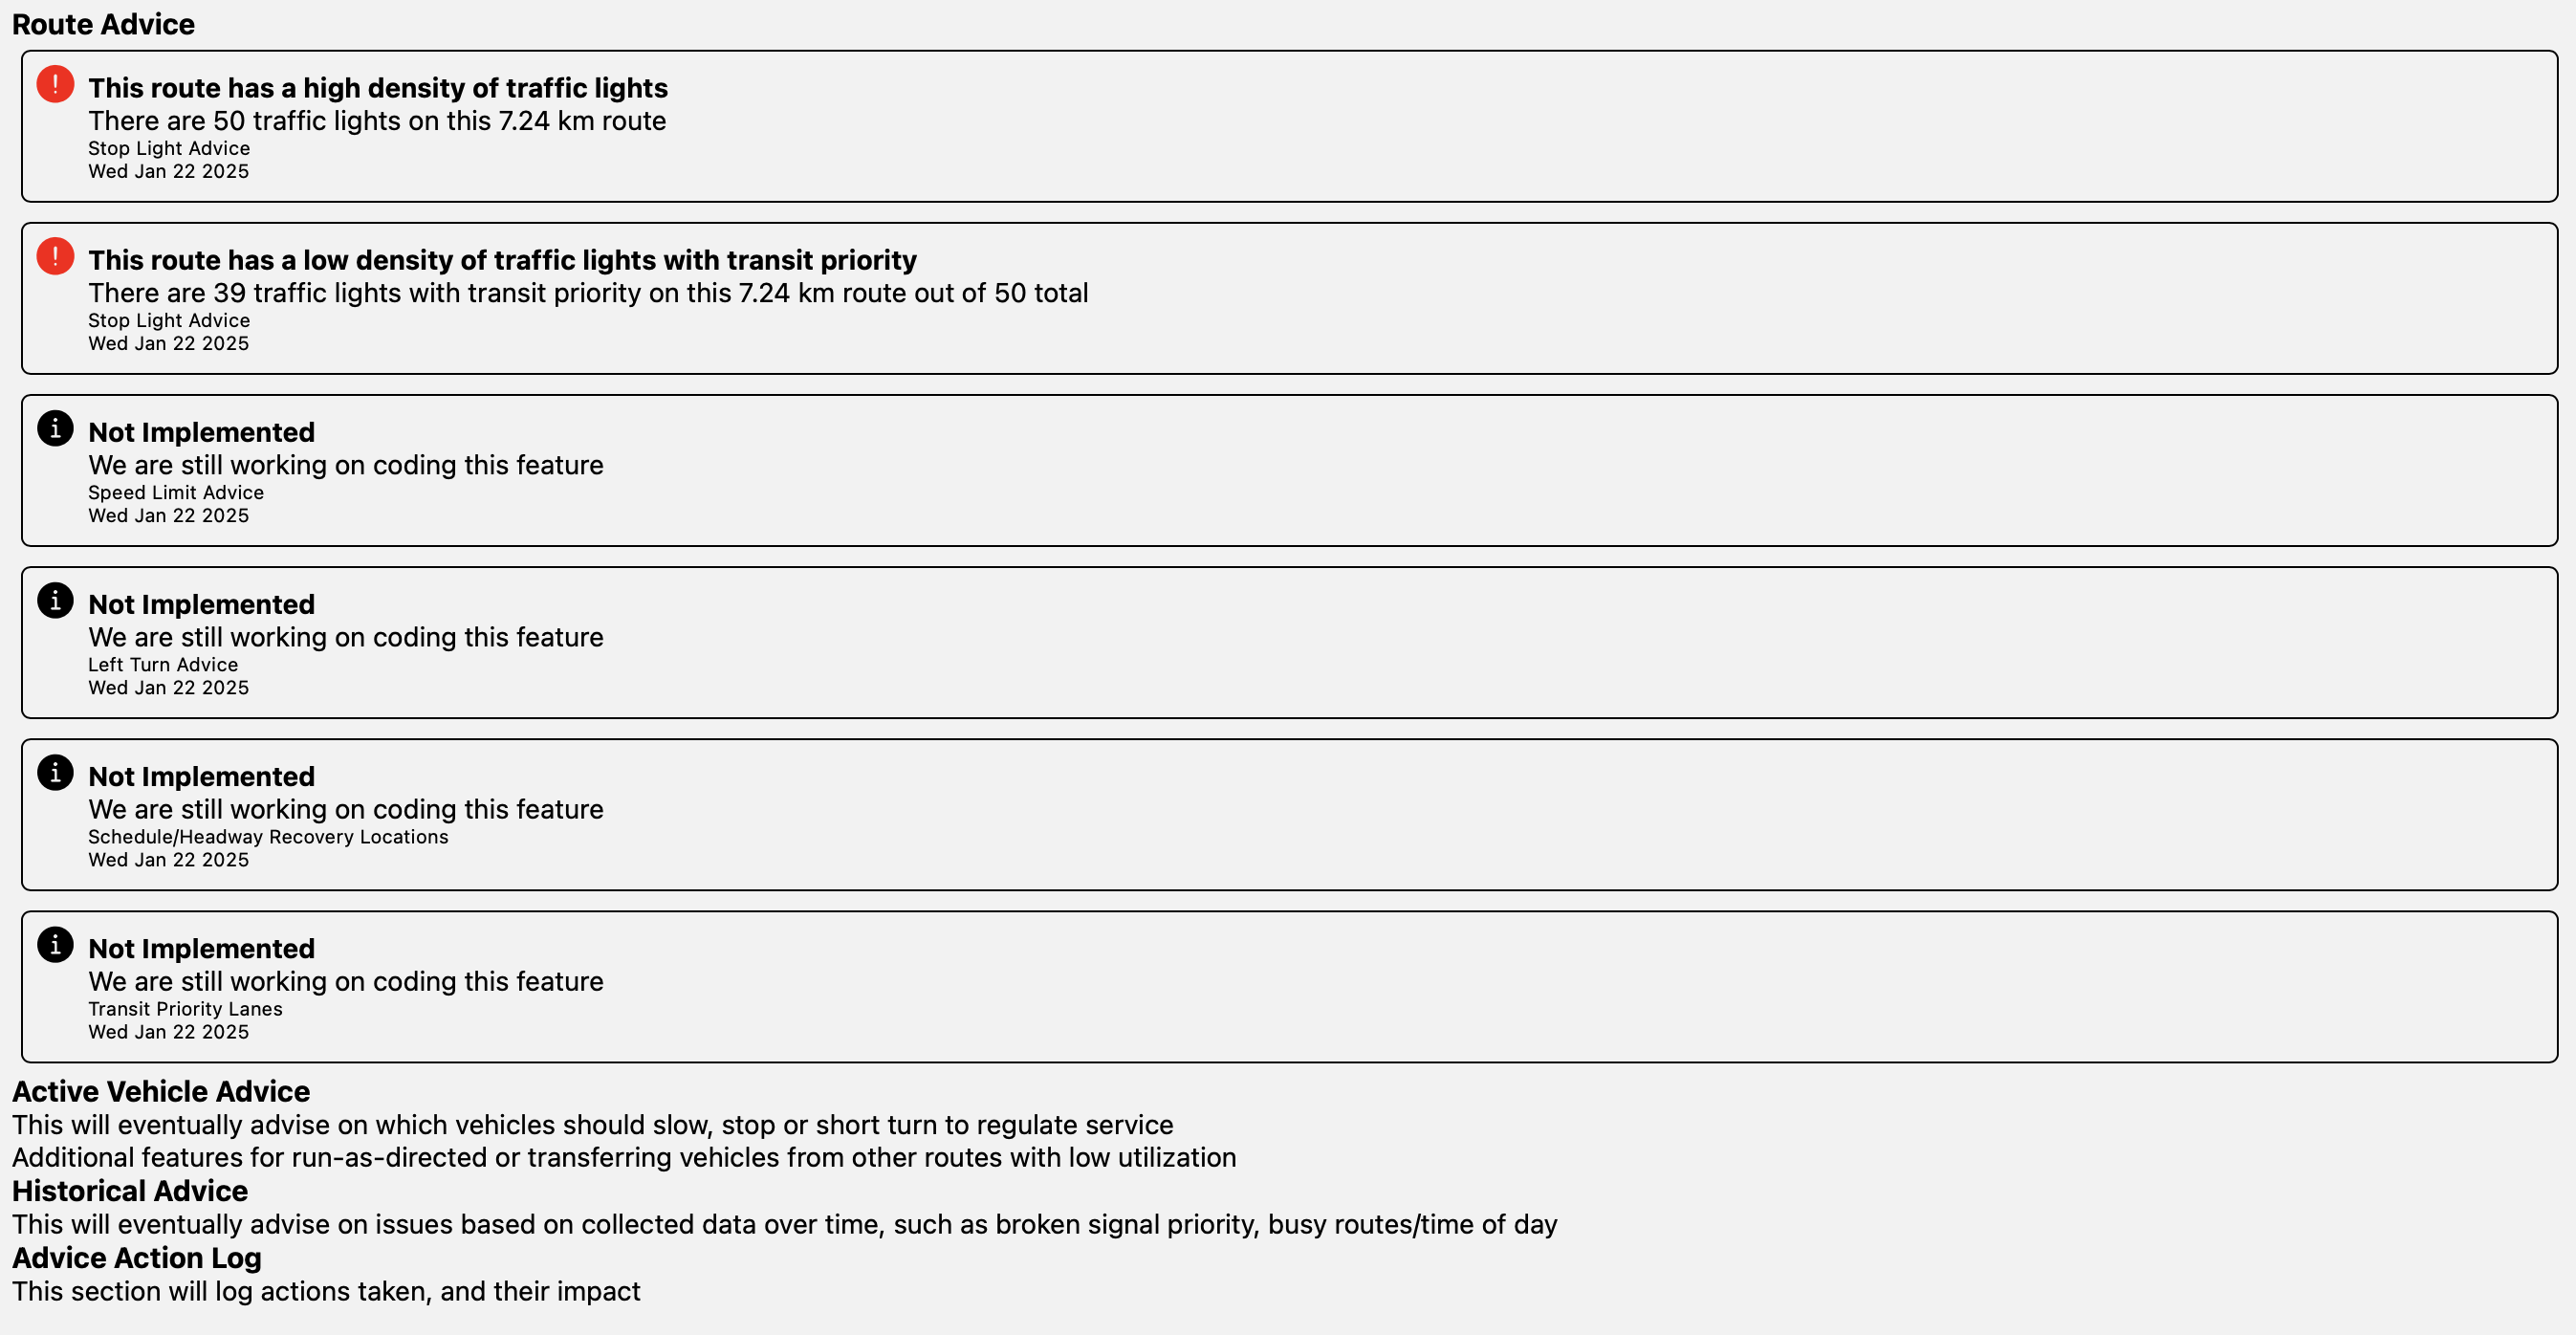 Route Advice
This route has a high density of traffic lights
There are 50 traffic lights on this 7.24 km route
Stop Light Advice
Wed Jan 22 2025
This route has a low density of traffic lights with transit priority
There are 39 traffic lights with transit priority on this 7.24 km route out of 50 total
Stop Light Advice
Wed Jan 22 2025
Not Implemented
We are still working on coding this feature
Speed Limit Advice
Wed Jan 22 2025
Not Implemented
We are still working on coding this feature
Left Turn Advice
Wed Jan 22 2025
Not Implemented
We are still working on coding this feature
Schedule/Headway Recovery Locations
Wed Jan 22 2025
Not Implemented
We are still working on coding this feature
Transit Priority Lanes
Wed Jan 22 2025
Active Vehicle Advice
This will eventually advise on which vehicles should slow, stop or short turn to regulate service
Additional features for run-as-directed or transferring vehicles from other routes with low utilization
Historical Advice
This will eventually advise on issues based on collected data over time, such as broken signal priority, busy routes/time of day
Advice Action Log
This section will log actions taken, and their impact